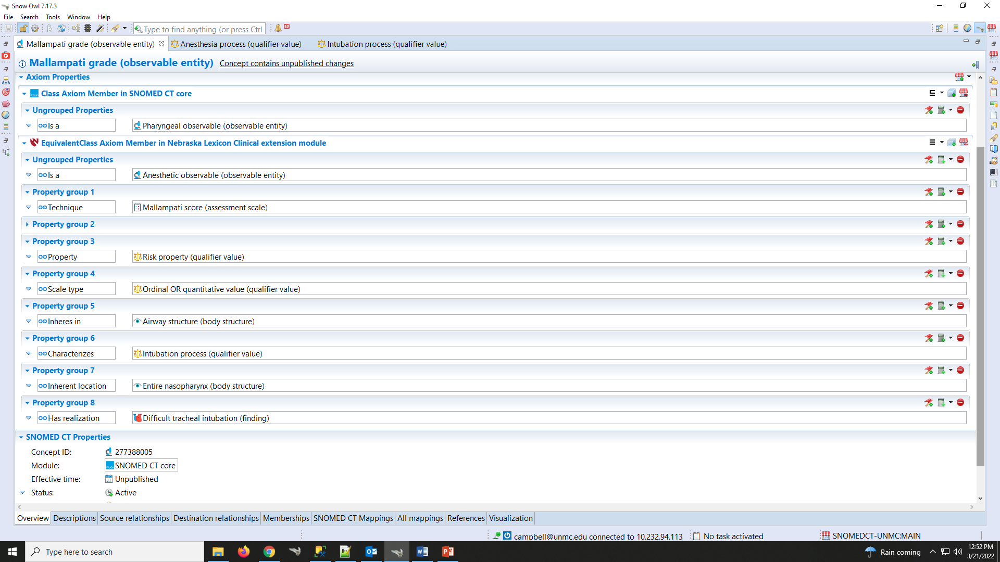 Snow Owl 7.17.3
File Search Tools Window Help
Type to find anything (or press Ctrl
19
Mallampati grade (observable entity) Anesthesia process (qualifier value) Intubation process (qualifier value)
Mallampati grade (observable entity) Concept contains unpublished changes
Axiom Properties
Class Axiom Member in SNOMED CT core
Ungrouped Properties
Is a Pharyngeal observable (observable entity)
EquivalentClass Axiom Member in Nebraska Lexicon Clinical extension module
Ungrouped Properties
Is a Anesthetic observable (observable entity)
Property group 1
Technique Mallampati score (assessment scale)
Property group 2
Property group 3
Property Risk property (qualifier value)
Property group 4
Scale type Ordinal OR quantitative value (qualifier value)
Property group 5
Inheres in Airway structure (body structure)
Property group 6
Characterizes Intubation process (qualifier value)
Property group 7
Inherent location Entire nasopharynx (body structure)
Property group 8
Has realization Difficult tracheal intubation (finding)
SNOMED CT Properties
Concept ID: 277388005
Module: SNOMED CT core
Effective time: Unpublished
Status: Active
Overview Descriptions Source relationships Destination relationships Memberships SNOMED CT Mappings All mappings References Visualization
campbell@unmc.edu connected to 10.232.94.113 No task activated SNOMEDCT-UNMC:MAIN
Type here to search
Rain coming
12:52 PM
3/21/2022